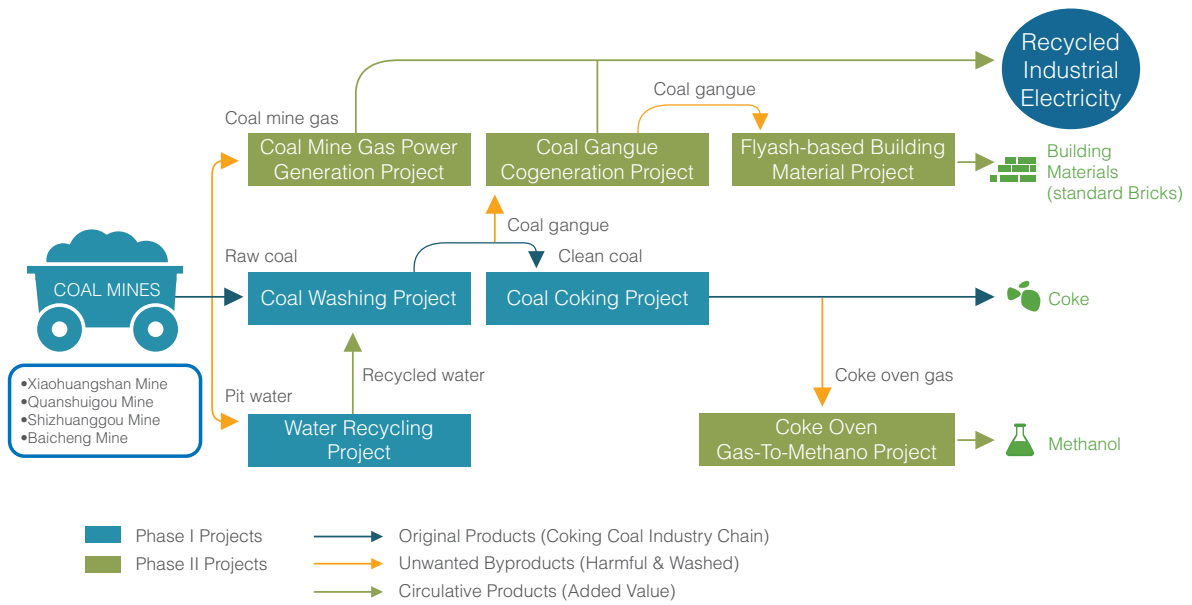 Recycled
Industrial
Electricity
Coal gangue
Coal mine gas
Coal Mine Gas Power
Generation Project
Coal Gangue
Cogeneration Project
Flyash-based Building
Material Project
Building
Materials
(standard Bricks)
Coal gangue
Raw coal
Clean coal
COAL MINES
Coal Washing Project
Coal Coking Project
Coke
•Xiaohuangshan Mine
•Quanshuigou Mine
•Shizhuanggou Mine
•Baicheng Mine
Recycled water
Coke oven gas
Pit water
Water Recycling
Project
Coke Oven
Gas-To-Methano Project
Methanol
Phase I Projects
Original Products (Coking Coal Industry Chain)
Phase II Projects
Unwanted Byproducts (Harmful & Washed)
Circulative Products (Added Value)